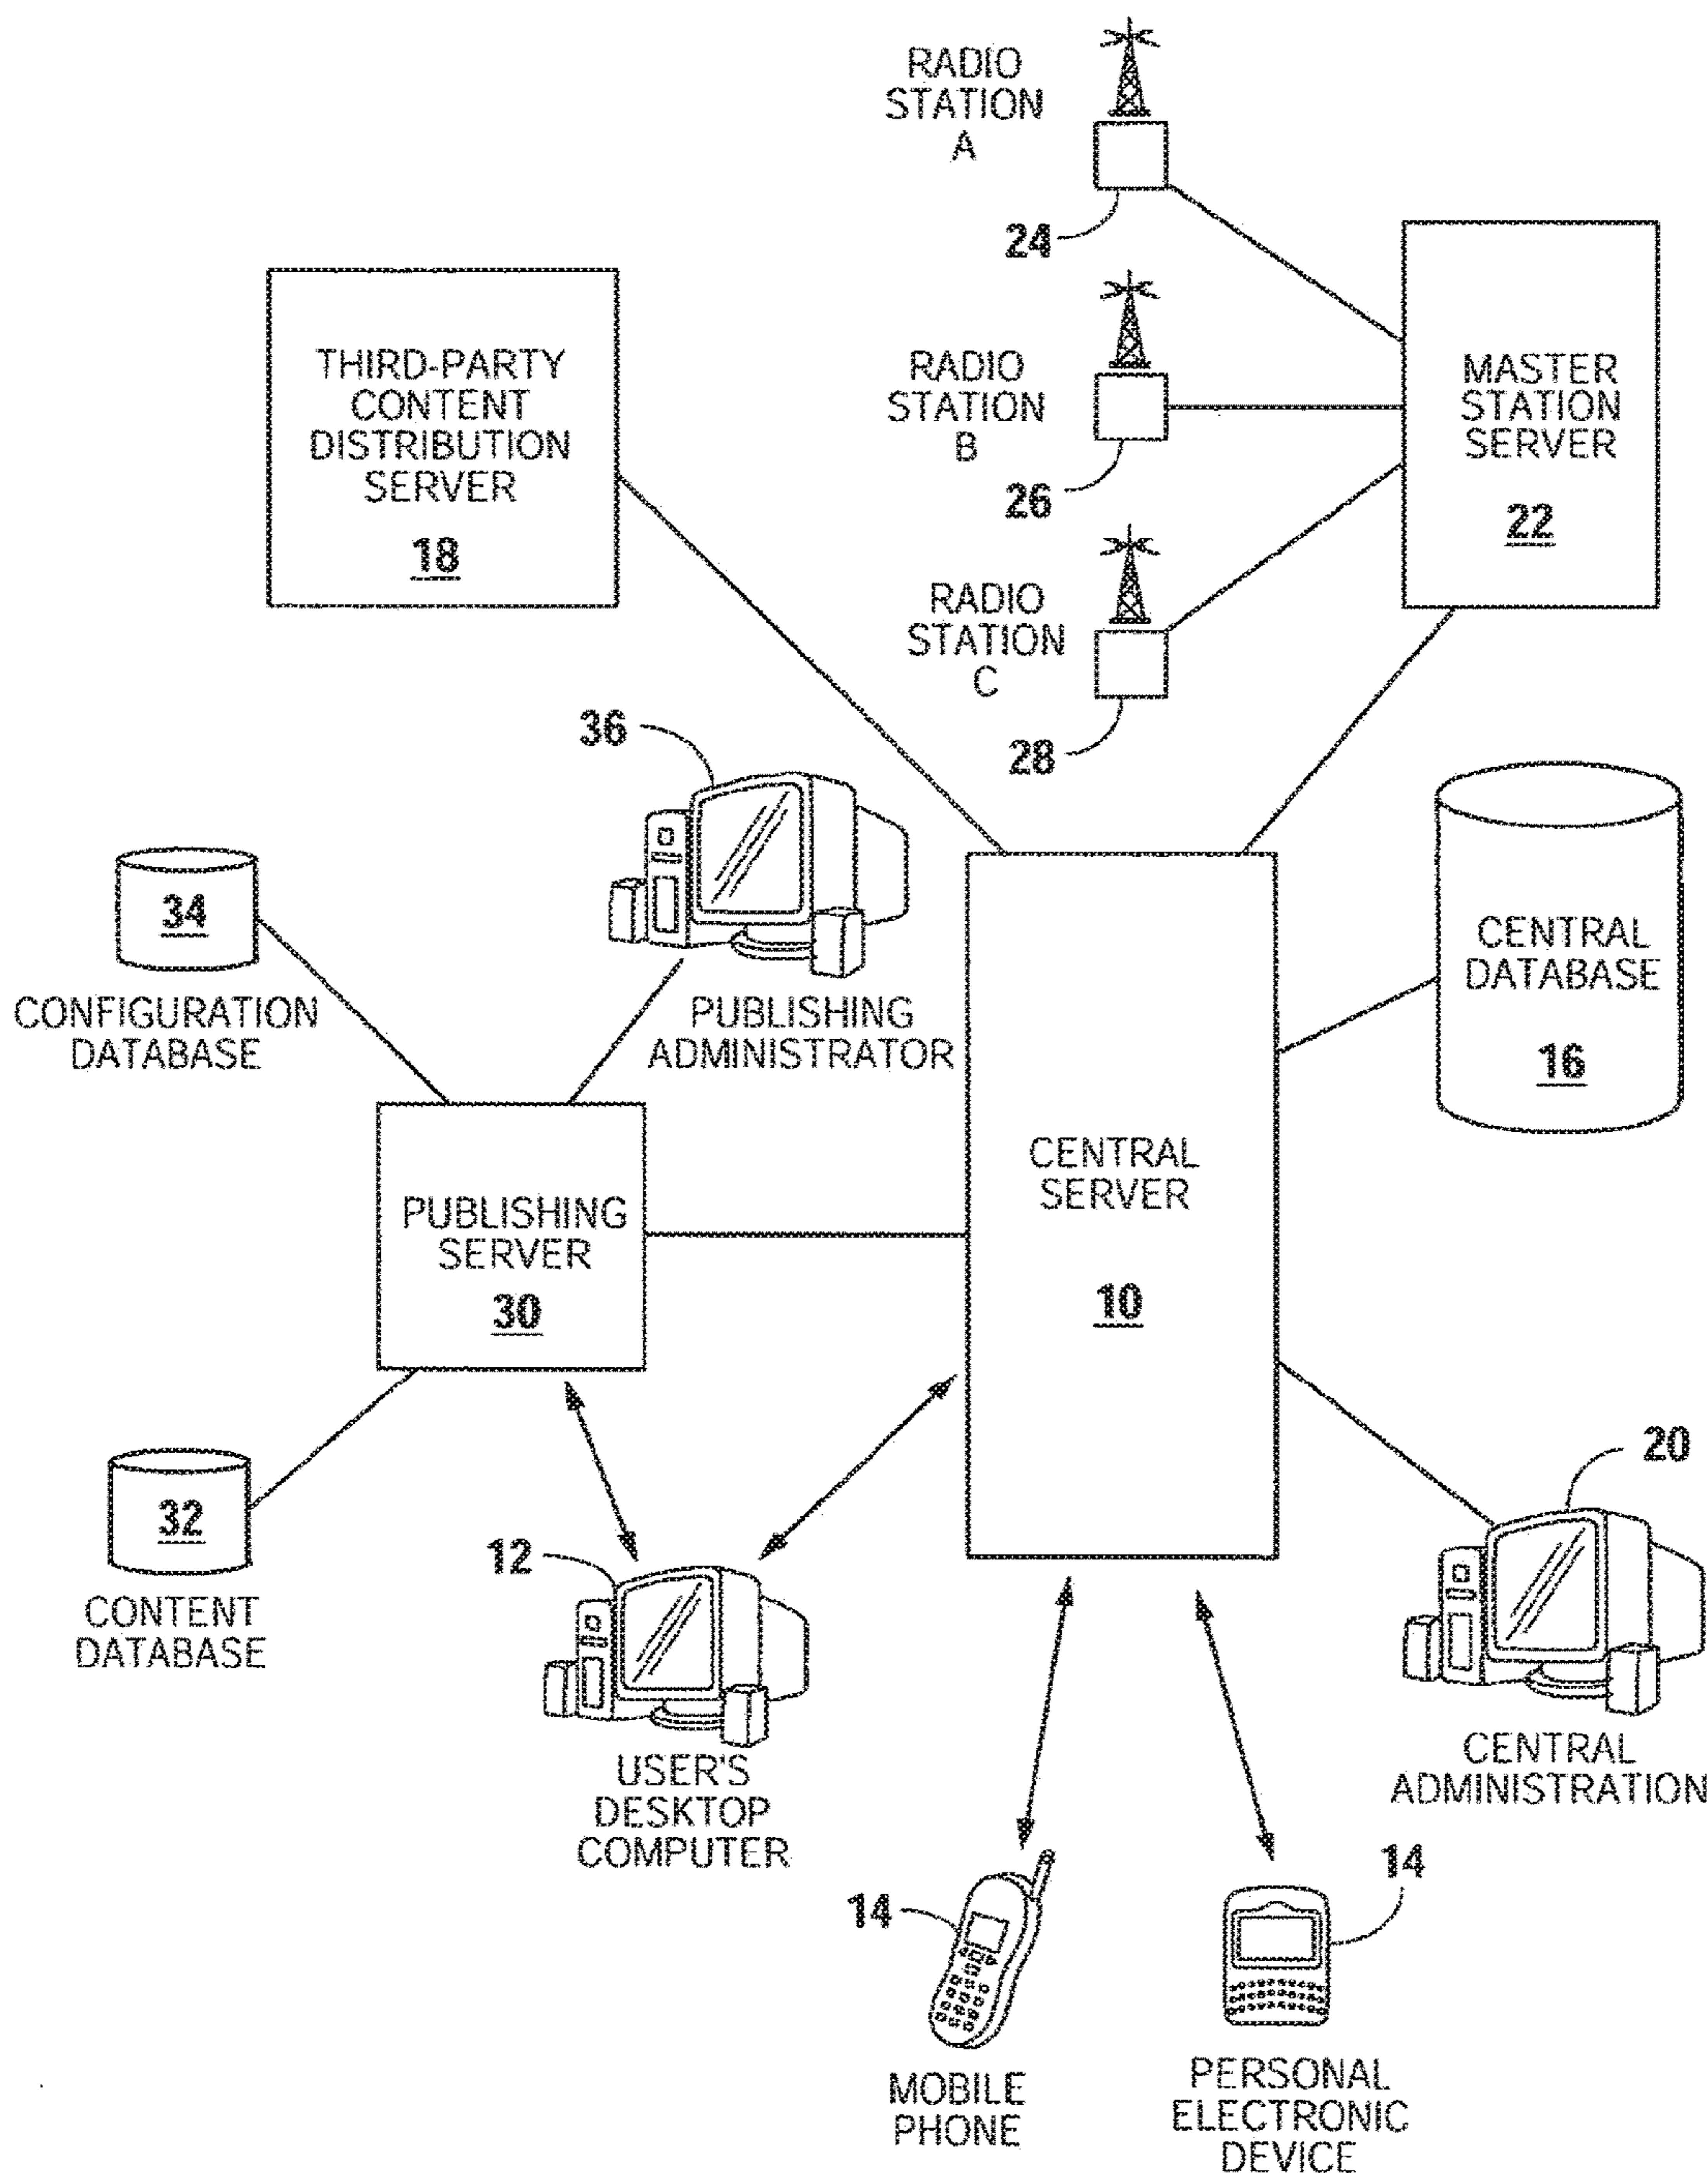 RADIO
STATION
A
24
THIRD-PARTY
CONTENT
DISTRIBUTION
SERVER
18
RADIO
STATION
B
26
MASTER
STATION
SERVER
22
RADIO
STATION
C
28
36
34
CONFIGURATION
DATABASE
PUBLISHING
ADMINISTRATOR
CENTRAL
DATABASE
16
CENTRAL
SERVER
10
PUBLISHING
SERVER
30
20
32
CONTENT
DATABASE
12
USER'S
DESKTOP
COMPUTER
CENTRAL
ADMINISTRATION
14
MOBILE
PHONE
14
PERSONAL
ELECTRONIC
DEVICE